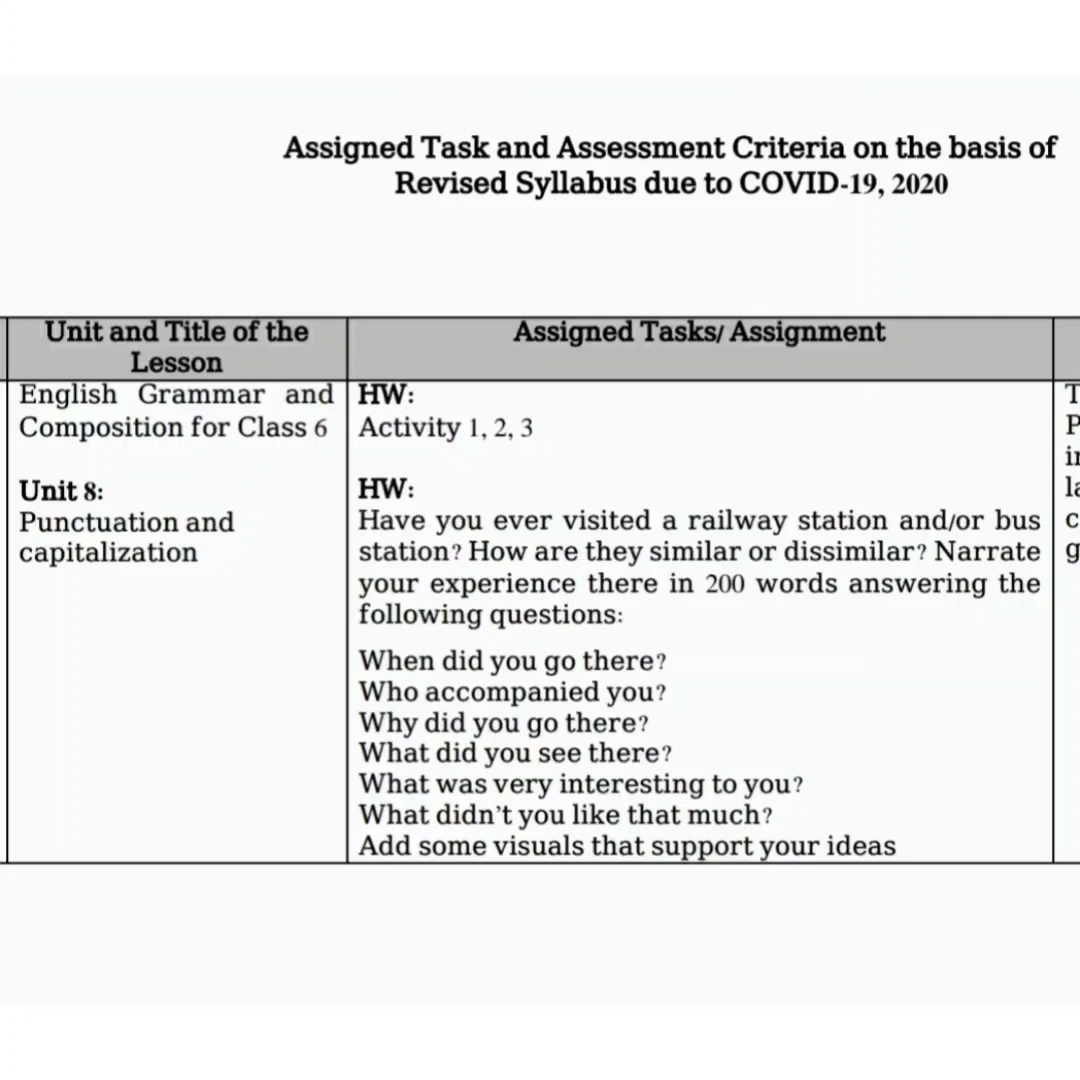 Assigned Task and Assessment Criteria on the basis of
Revised Syllabus due to COVID-19, 2020
Unit and Title of the
Lesson
Assigned Tasks/ Assignment
English Grammar and
Composition for Class 6
Unit 8:
Punctuation and
capitalization
HW:
Activity 1, 2, 3
HW:
Have you ever visited a railway station and/or bus
station? How are they similar or dissimilar? Narrate
your experience there in 200 words answering the
following questions:
When did you go there?
Who accompanied you?
Why did you go there?
What did you see there?
What was very interesting to you?
What didn't you like that much?
Add some visuals that support your ideas